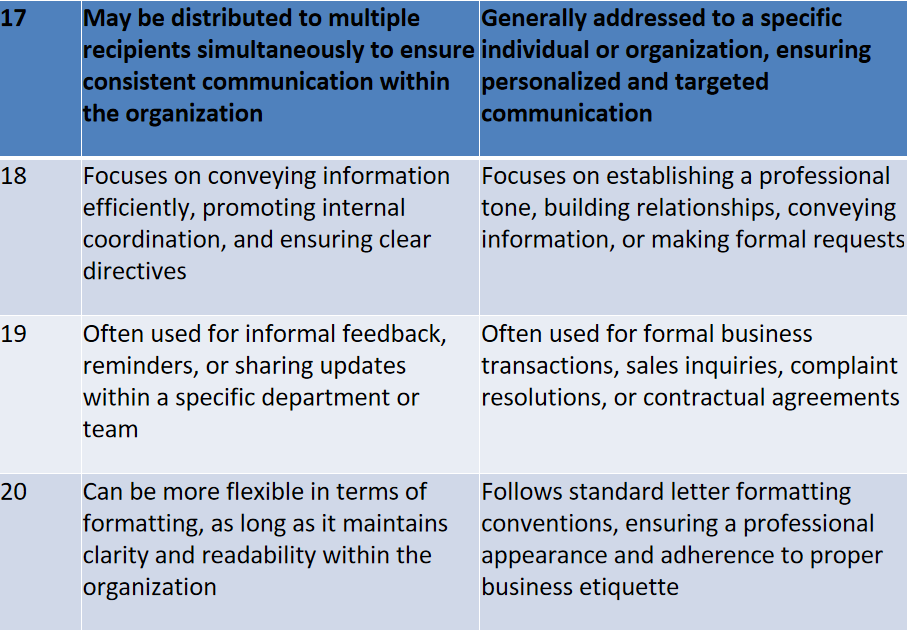 17
May be distributed to multiple
recipients simultaneously to ensure
consistent communication within
the organization
Generally addressed to a specific
individual or organization, ensuring
personalized and targeted
communication
18
Focuses on conveying information
efficiently, promoting internal
coordination, and ensuring clear
directives
Focuses on establishing a professional
tone, building relationships, conveying
information, or making formal requests
19
Often used for informal feedback,
reminders, or sharing updates
within a specific department or
team
Often used for formal business
transactions, sales inquiries, complaint
resolutions, or contractual agreements
20
Can be more flexible in terms of
formatting, as long as it maintains
clarity and readability within the
organization
Follows standard letter formatting
conventions, ensuring a professional
appearance and adherence to proper
business etiquette